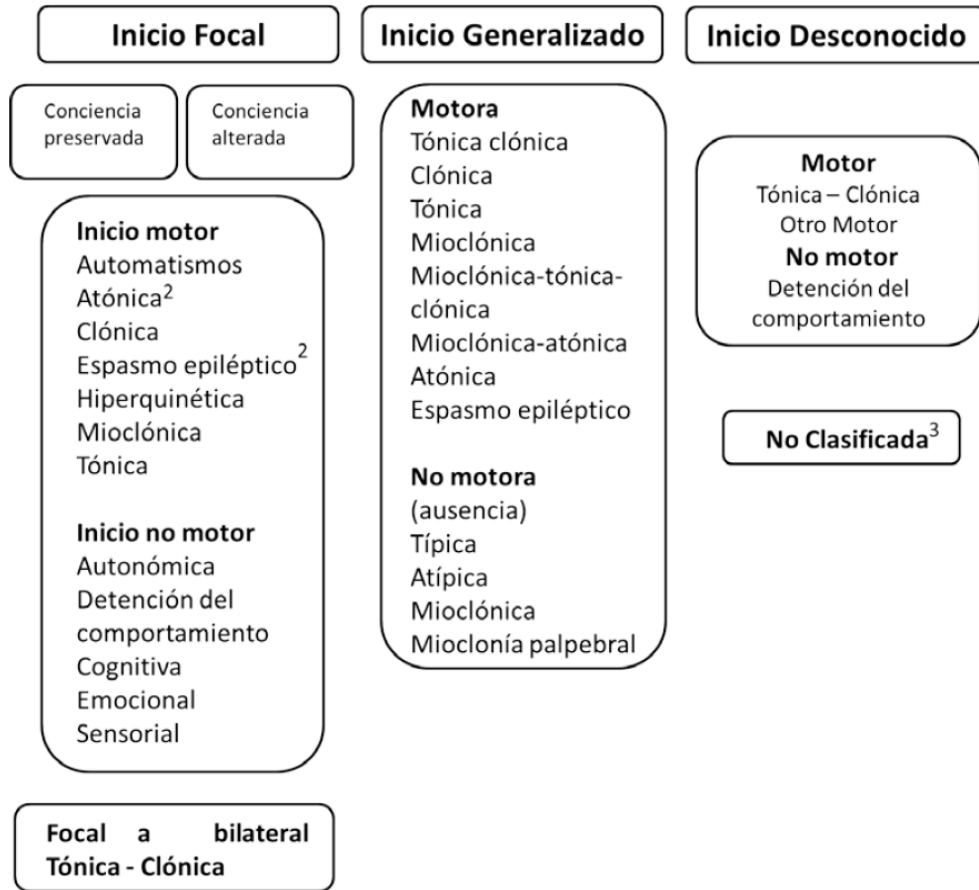 Inicio Focal
Conciencia
preservada
Conciencia
alterada
Inicio motor
Automatismos
Atónica²
Clónica
Espasmo epiléptico²
Hiperquinética
Mioclónica
Tónica
Inicio no motor
Autonómica
Detención del
comportamiento
Cognitiva
Emocional
Sensorial
Focal a bilateral
Tónica - Clónica
Inicio Generalizado
Motora
Tónica clónica
Clónica
Tónica
Mioclónica
Mioclónica-tónica-
clónica
Mioclónica-atónica
Atónica
Espasmo epiléptico
No motora
(ausencia)
Típica
Atípica
Mioclónica
Mioclonía palpebral
Inicio Desconocido
Motor
Tónica – Clónica
Otro Motor
No motor
Detención del
comportamiento
No Clasificada³